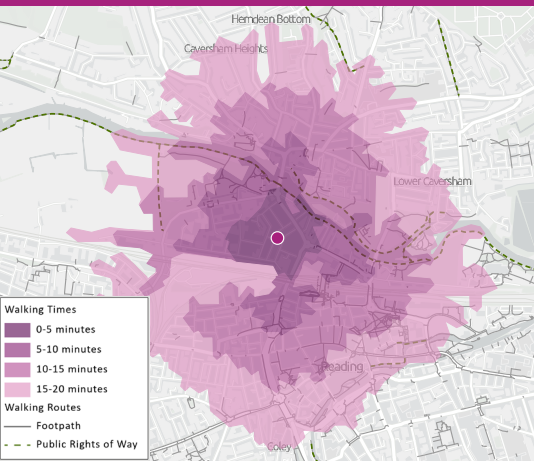 Hemdean Bottom
Caversham Heights
Lower Caversham
Walking Times
0-5 minutes
5-10 minutes
10-15 minutes
15-20 minutes
Walking Routes
Footpath
Public Rights of Way
Reading
Coley